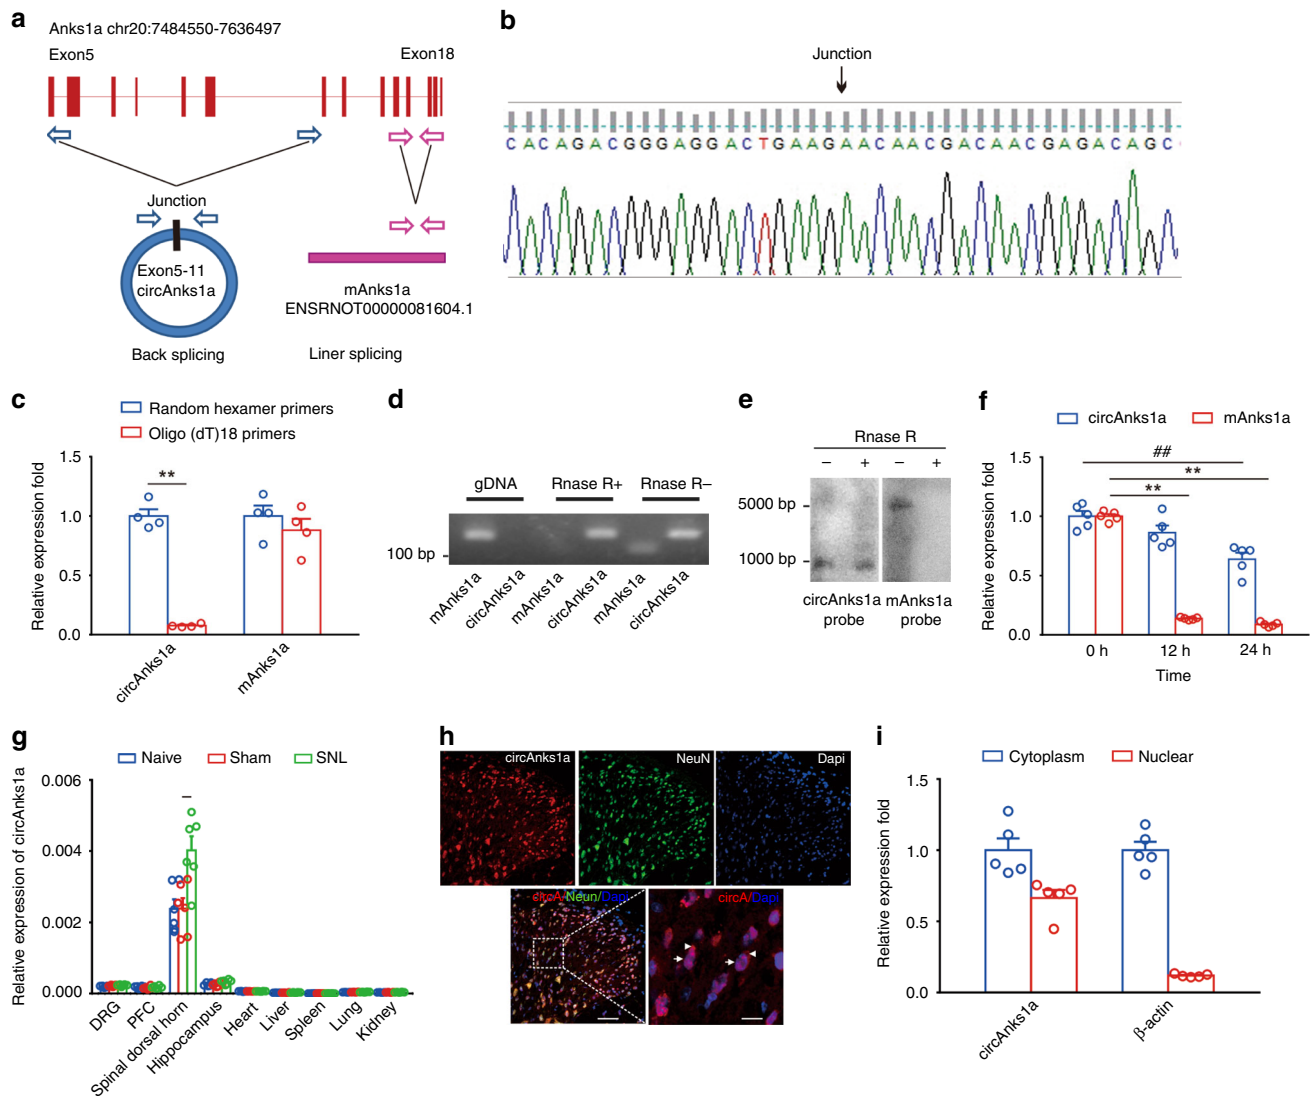 a
Anks1a chr20:7484550-7636497
Exon5
Exon18
Junction
Exon5-11
circAnks1a
mAnks1a
ENSRNOT00000081604.1
Back splicing
Liner splicing
b
Junction
CACAGACGGGAGGACTGAAGAACAACGACAACGAGACAGC
c
Random hexamer primers
Oligo (dT)18 primers
Relative expression fold
1.5
1.0
0.5
0.0
**
circAnks1a
mAnks1a
d
gDNA
Rnase R+
Rnase R–
100 bp
mAnks1a
circAnks1a
mAnks1a
circAnks1a
mAnks1a
circAnks1a
e
Rnase R
– + – +
5000 bp
1000 bp
circAnks1a probe
mAnks1a probe
f
circAnks1a
mAnks1a
Relative expression fold
1.5
1.0
0.5
0.0
##
**
**
0 h
12 h
24 h
Time
g
Naive
Sham
SNL
Relative expression of circAnks1a
0.006
0.004
0.002
0.000
DRG
PFC
Spinal dorsal horn
Hippocampus
Heart
Liver
Spleen
Lung
Kidney
h
circAnks1a
NeuN
Dapi
circA/Neun/Dapi
circA/Dapi
i
Cytoplasm
Nuclear
Relative expression fold
1.5
1.0
0.5
0.0
circAnks1a
β-actin